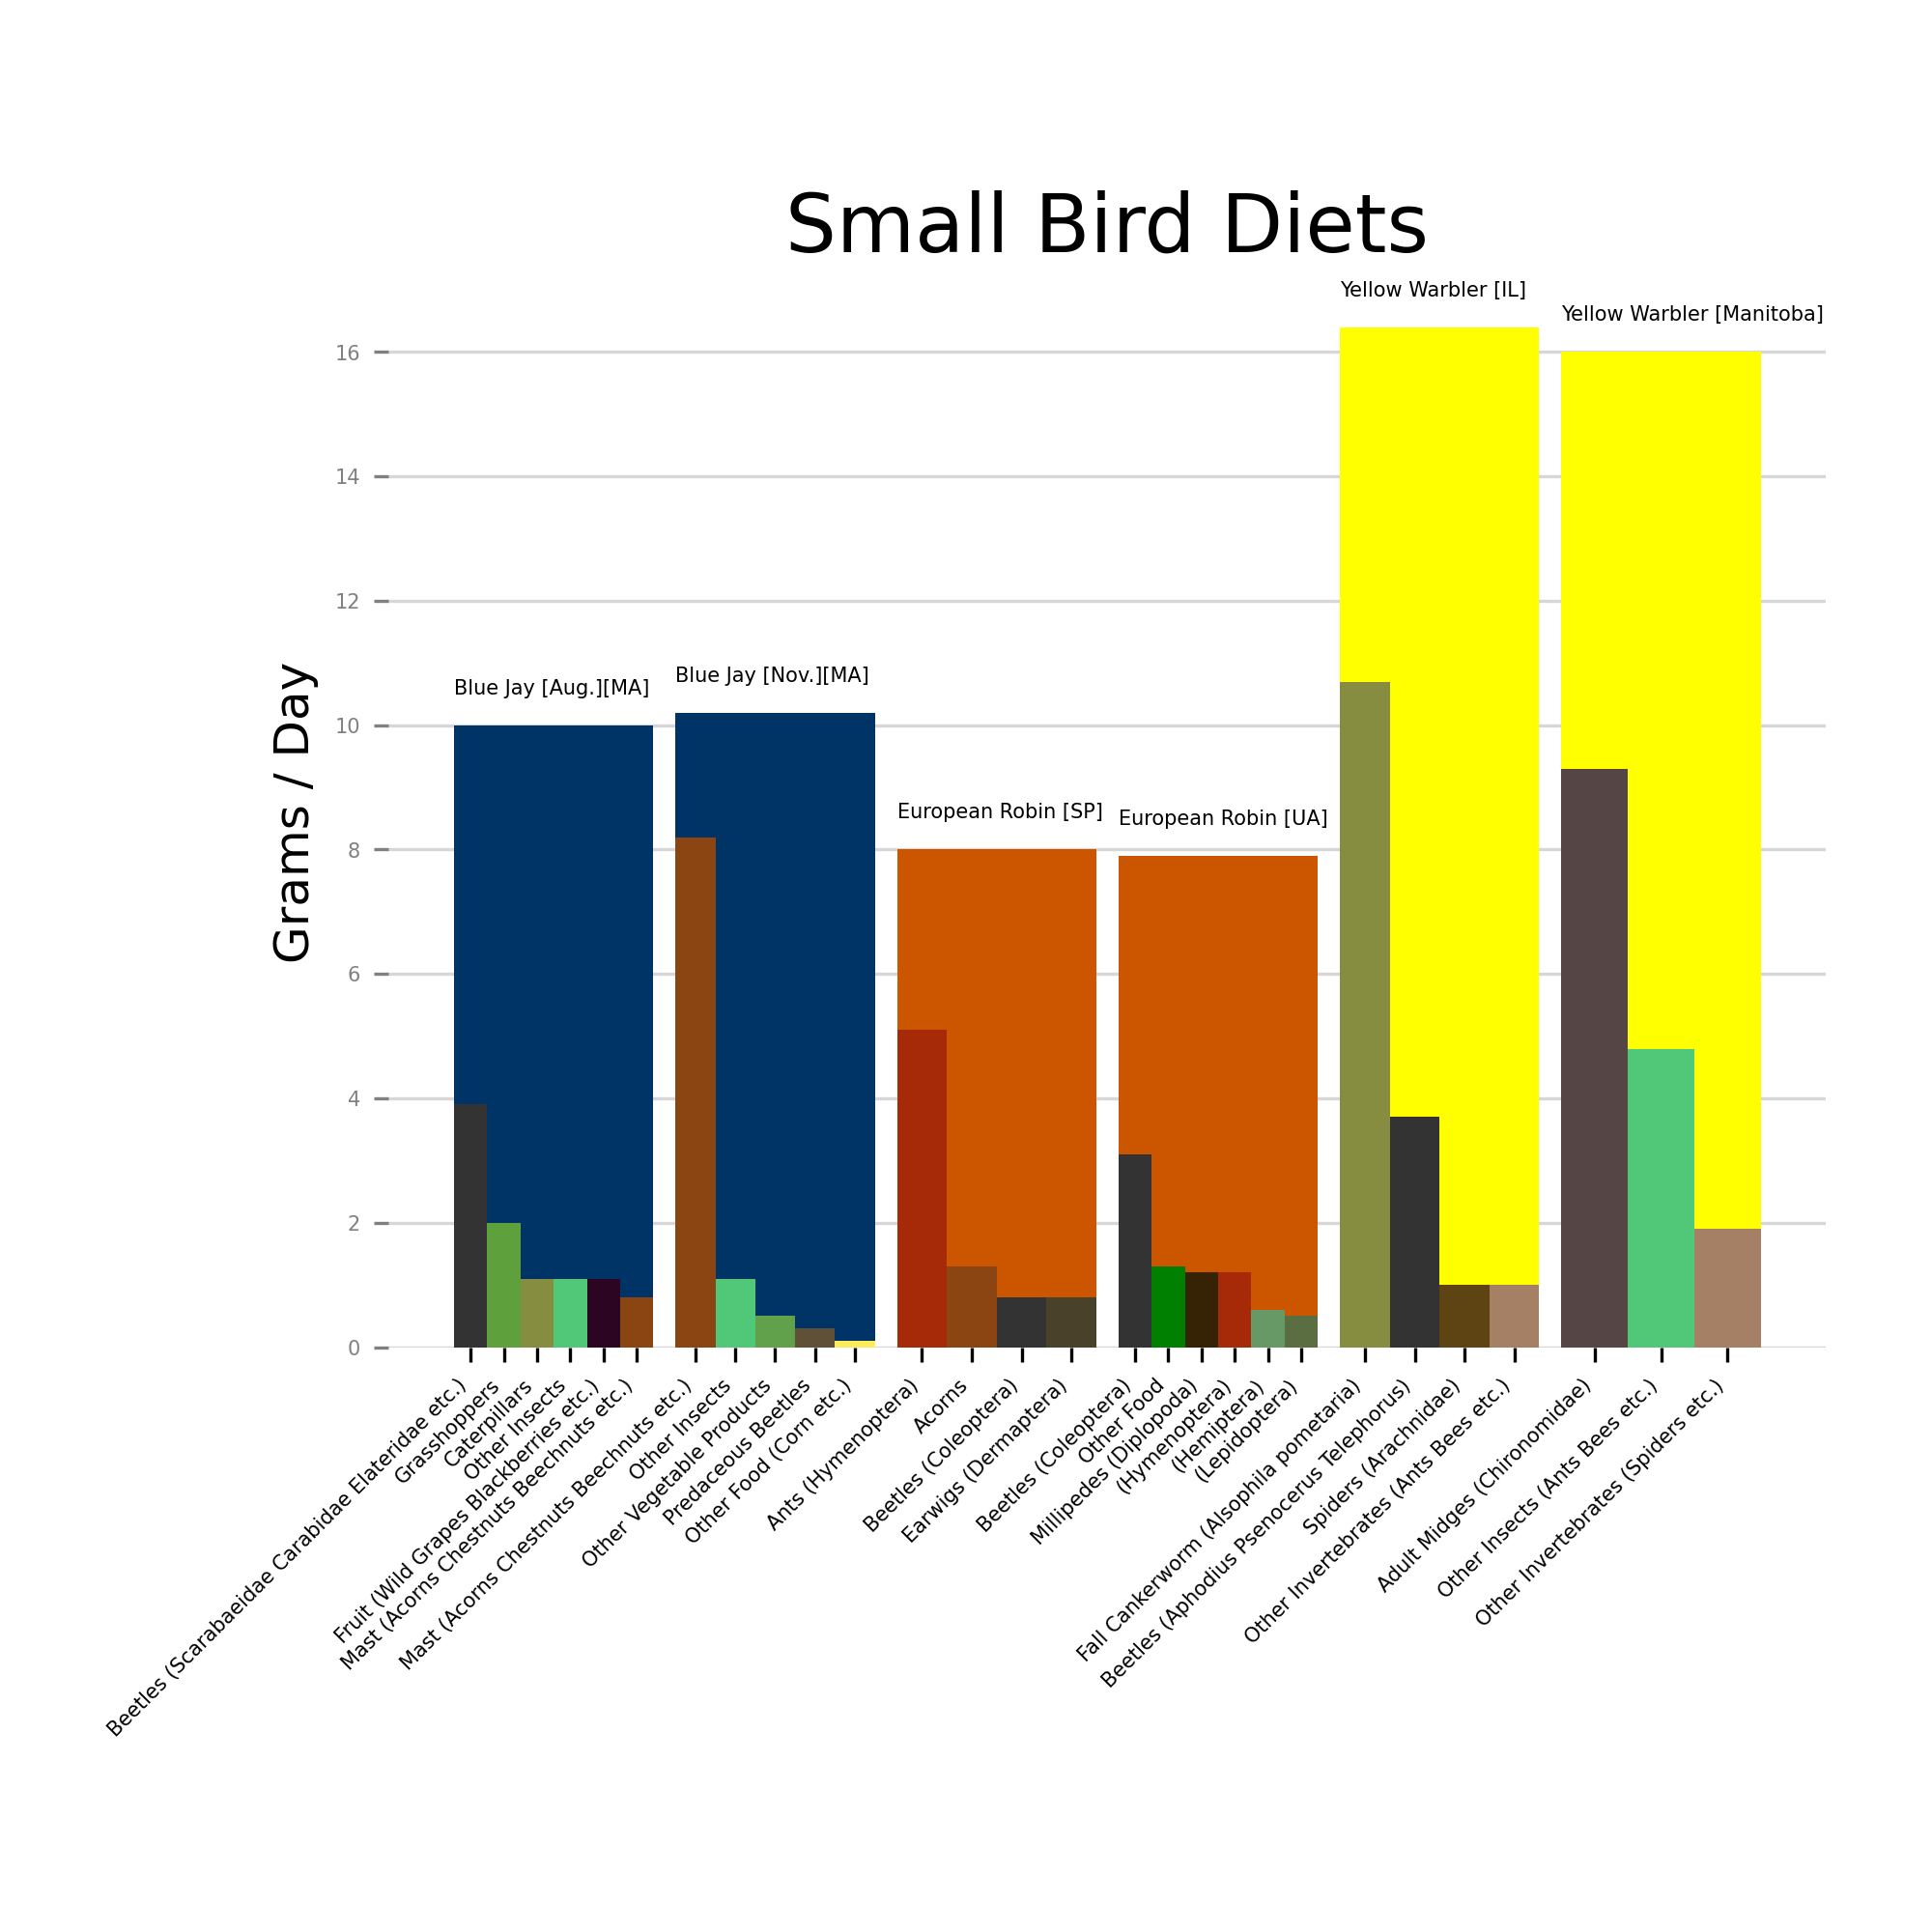 Small Bird Diets
Yellow Warbler [IL]
Yellow Warbler [Manitoba]
Blue Jay [Aug.][MA]
Blue Jay [Nov.][MA]
European Robin [SP]
European Robin [UA]
Grams / Day
16
14
12
10
8
6
4
2
0
Beetles (Scarabaeidae Carabidae Elateridae etc.)
Grasshoppers
Caterpillars
Other Insects
Fruit (Wild Grapes Blackberries etc.)
Mast (Acorns Chestnuts Beechnuts etc.)
Mast (Acorns Chestnuts Beechnuts etc.)
Other Insects
Other Vegetable Products
Predaceous Beetles
Other Food (Corn etc.)
Ants (Hymenoptera)
Acorns
Beetles (Coleoptera)
Earwigs (Dermaptera)
Beetles (Coleoptera)
Other Food
Millipedes (Diplopoda)
(Hymenoptera)
(Hemiptera)
(Lepidoptera)
Fall Cankerworm (Alsophila pometaria)
Beetles (Aphodius Psenocerus Telephorus)
Spiders (Arachnidae)
Other Invertebrates (Ants Bees etc.)
Adult Midges (Chironomidae)
Other Insects (Ants Bees etc.)
Other Invertebrates (Spiders etc.)